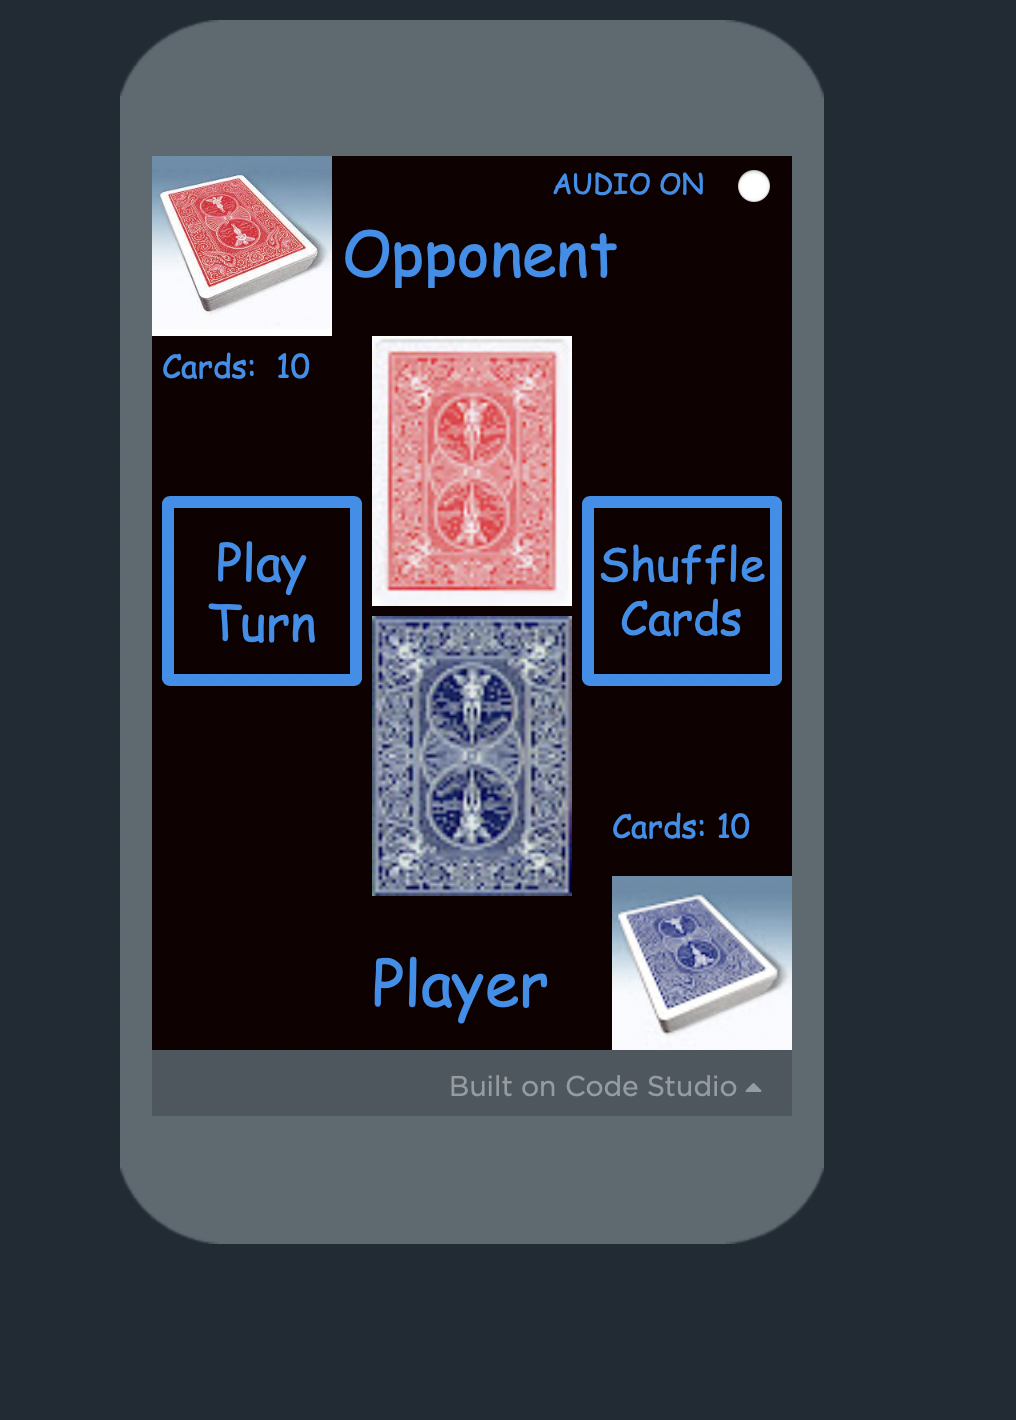 AUDIO ON
Opponent
Cards: 10
Play
Turn
Shuffle
Cards
Cards: 10
Player
Built on Code Studio